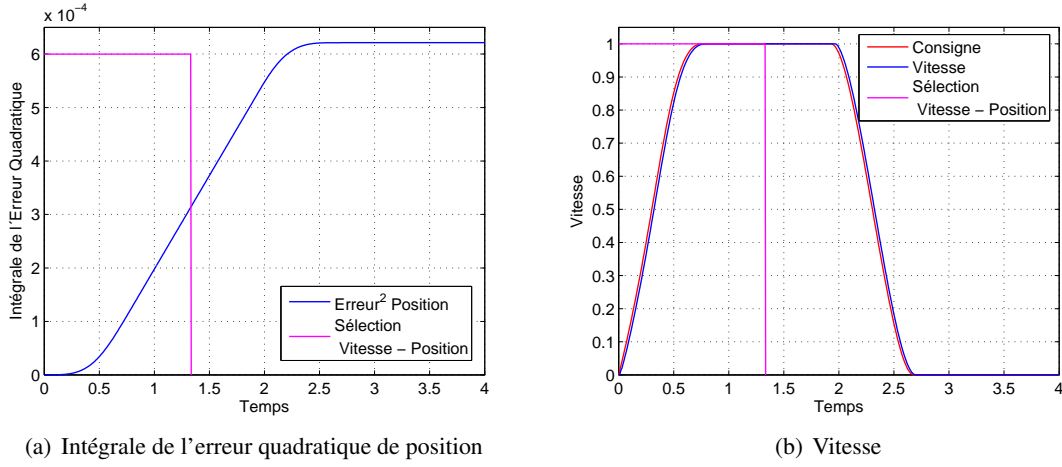 x 10⁻⁴
6
5
4
3
2
1
0
0 0.5 1 1.5 2 2.5 3 3.5 4
Intégrale de l´Erreur Quadratique
Temps
Erreur² Position
Sélection
Vitesse − Position
(a) Intégrale de l'erreur quadratique de position
1
0.9
0.8
0.7
0.6
0.5
0.4
0.3
0.2
0.1
0
0 0.5 1 1.5 2 2.5 3 3.5 4
Vitesse
Temps
Consigne
Vitesse
Sélection
Vitesse − Position
(b) Vitesse